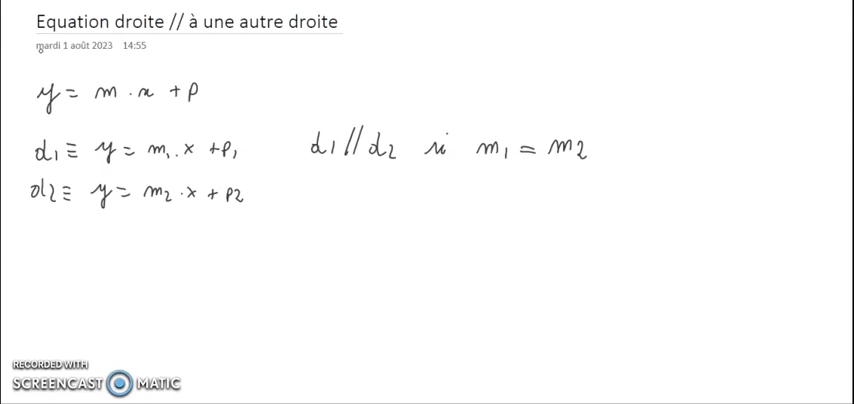 Equation droite // à une autre droite
mardi 1 août 2023 14:55
y = m . x + p
d1 ≡ y = m1 . x + p1 d1 // d2 si m1 = m2
d2 ≡ y = m2 . x + p2
RECORDED WITH
SCREENCAST MATIC